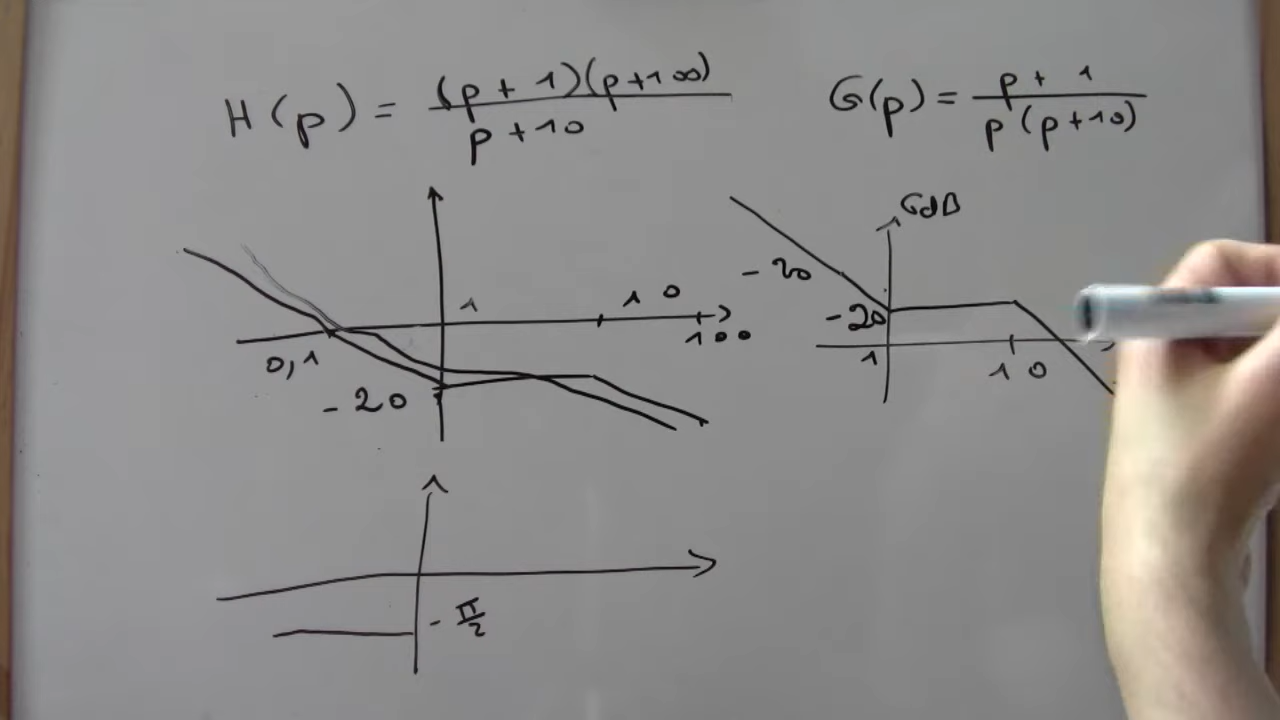 H(p) = (p + 1)(p+100) / p + 10
G(p) = p + 1 / p (p+10)
GdB
- 20
- 20
1
10
1
10
100
0,1
- 20
- π/2